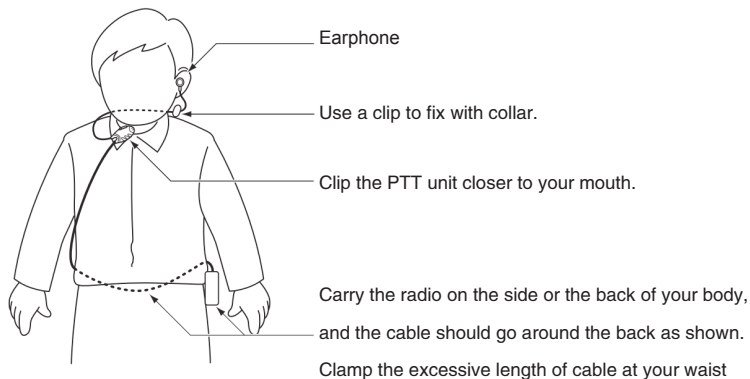 Earphone
Use a clip to fix with collar.
Clip the PTT unit closer to your mouth.
Carry the radio on the side or the back of your body,
and the cable should go around the back as shown.
Clamp the excessive length of cable at your waist